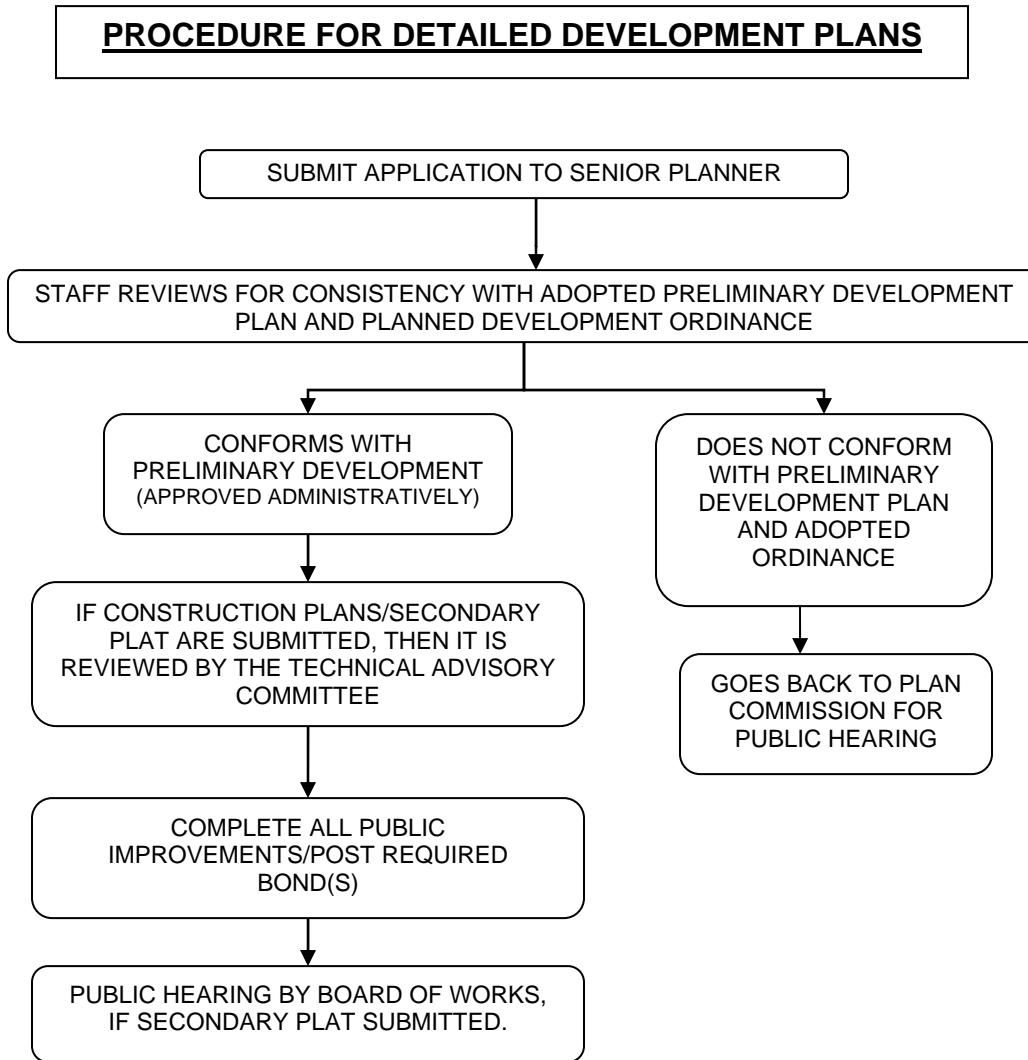 PROCEDURE FOR DETAILED DEVELOPMENT PLANS
SUBMIT APPLICATION TO SENIOR PLANNER
STAFF REVIEWS FOR CONSISTENCY WITH ADOPTED PRELIMINARY DEVELOPMENT
PLAN AND PLANNED DEVELOPMENT ORDINANCE
CONFORMS WITH
PRELIMINARY DEVELOPMENT
(APPROVED ADMINISTRATIVELY)
DOES NOT CONFORM
WITH PRELIMINARY
DEVELOPMENT PLAN
AND ADOPTED
ORDINANCE
IF CONSTRUCTION PLANS/SECONDARY
PLAT ARE SUBMITTED, THEN IT IS
REVIEWED BY THE TECHNICAL ADVISORY
COMMITTEE
GOES BACK TO PLAN
COMMISSION FOR
PUBLIC HEARING
COMPLETE ALL PUBLIC
IMPROVEMENTS/POST REQUIRED
BOND(S)
PUBLIC HEARING BY BOARD OF WORKS,
IF SECONDARY PLAT SUBMITTED.